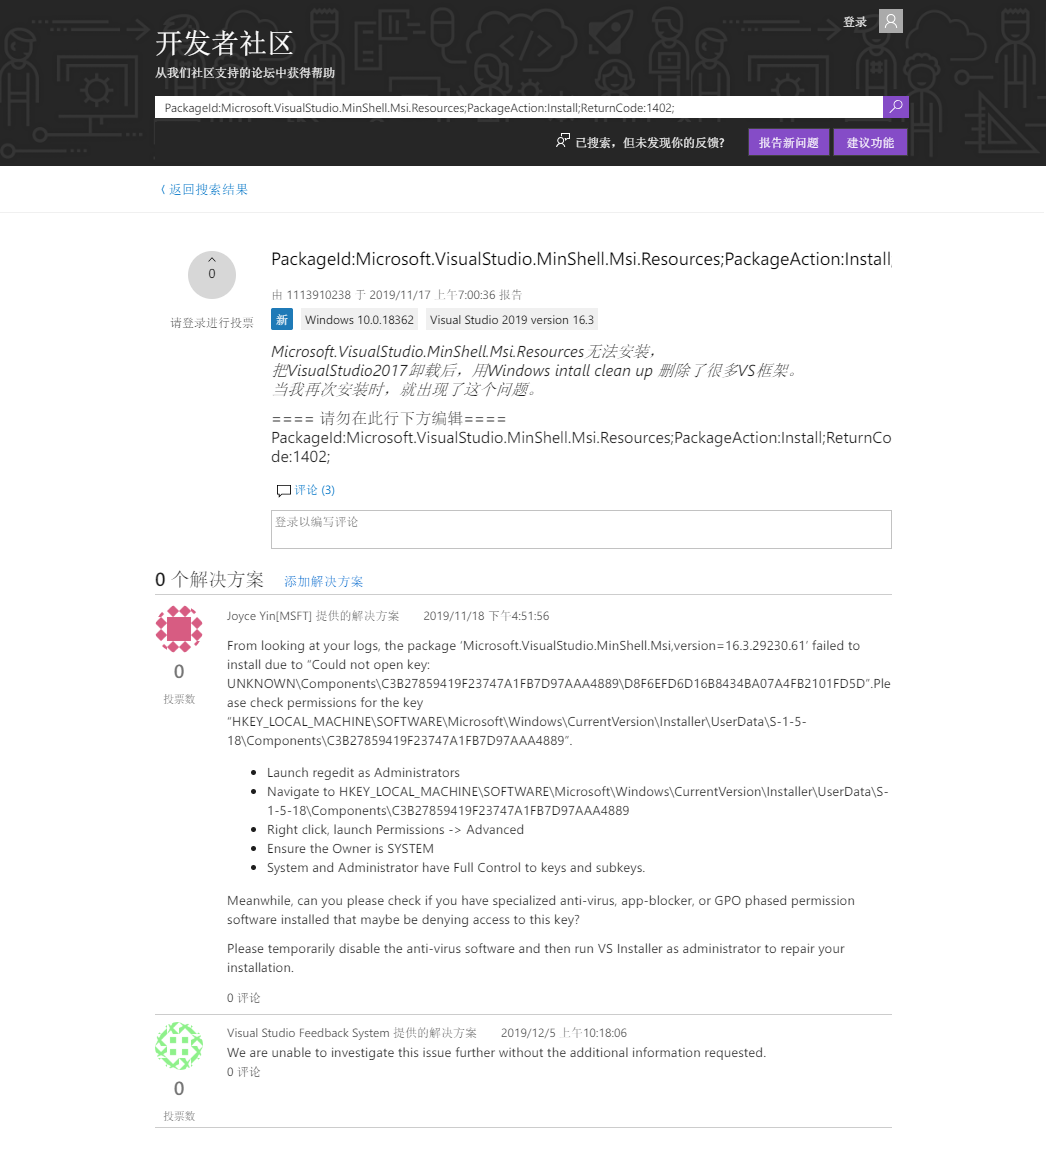 登录
开发者社区
从我们社区支持的论坛中获得帮助
PackageId:Microsoft.VisualStudio.MinShell.Msi.Resources;PackageAction:Install;ReturnCode:1402;
已搜索，但未发现你的反馈?
报告新问题
建议功能
返回搜索结果
0
请登录进行投票
PackageId:Microsoft.VisualStudio.MinShell.Msi.Resources;PackageAction:Install
由 1113910238 于 2019/11/17 上午7:00:36 报告
新 Windows 10.0.18362 Visual Studio 2019 version 16.3
Microsoft.VisualStudio.MinShell.Msi.Resources无法安装，
把VisualStudio2017卸载后，用Windows intall clean up 删除了很多VS框架。
当我再次安装时，就出现了这个问题。
==== 请勿在此行下方编辑====
PackageId:Microsoft.VisualStudio.MinShell.Msi.Resources;PackageAction:Install;ReturnCo
de:1402;
评论 (3)
登录以编写评论
0 个解决方案 添加解决方案
Joyce Yin[MSFT] 提供的解决方案 2019/11/18 下午4:51:56
0
投票数
From looking at your logs, the package ‘Microsoft.VisualStudio.MinShell.Msi,version=16.3.29230.61’ failed to
install due to “Could not open key:
UNKNOWN\Components\C3B27859419F23747A1FB7D97AAA4889\D8F6EFD6D16B8434BA07A4FB2101FD5D”.Ple
ase check permissions for the key
“HKEY_LOCAL_MACHINE\SOFTWARE\Microsoft\Windows\CurrentVersion\Installer\UserData\S-1-5-
18\Components\C3B27859419F23747A1FB7D97AAA4889”.
• Launch regedit as Administrators
• Navigate to HKEY_LOCAL_MACHINE\SOFTWARE\Microsoft\Windows\CurrentVersion\Installer\UserData\S-
1-5-18\Components\C3B27859419F23747A1FB7D97AAA4889
• Right click, launch Permissions -> Advanced
• Ensure the Owner is SYSTEM
• System and Administrator have Full Control to keys and subkeys.
Meanwhile, can you please check if you have specialized anti-virus, app-blocker, or GPO phased permission
software installed that maybe be denying access to this key?
Please temporarily disable the anti-virus software and then run VS Installer as administrator to repair your
installation.
0 评论
Visual Studio Feedback System 提供的解决方案 2019/12/5 上午10:18:06
We are unable to investigate this issue further without the additional information requested.
0 评论
0
投票数